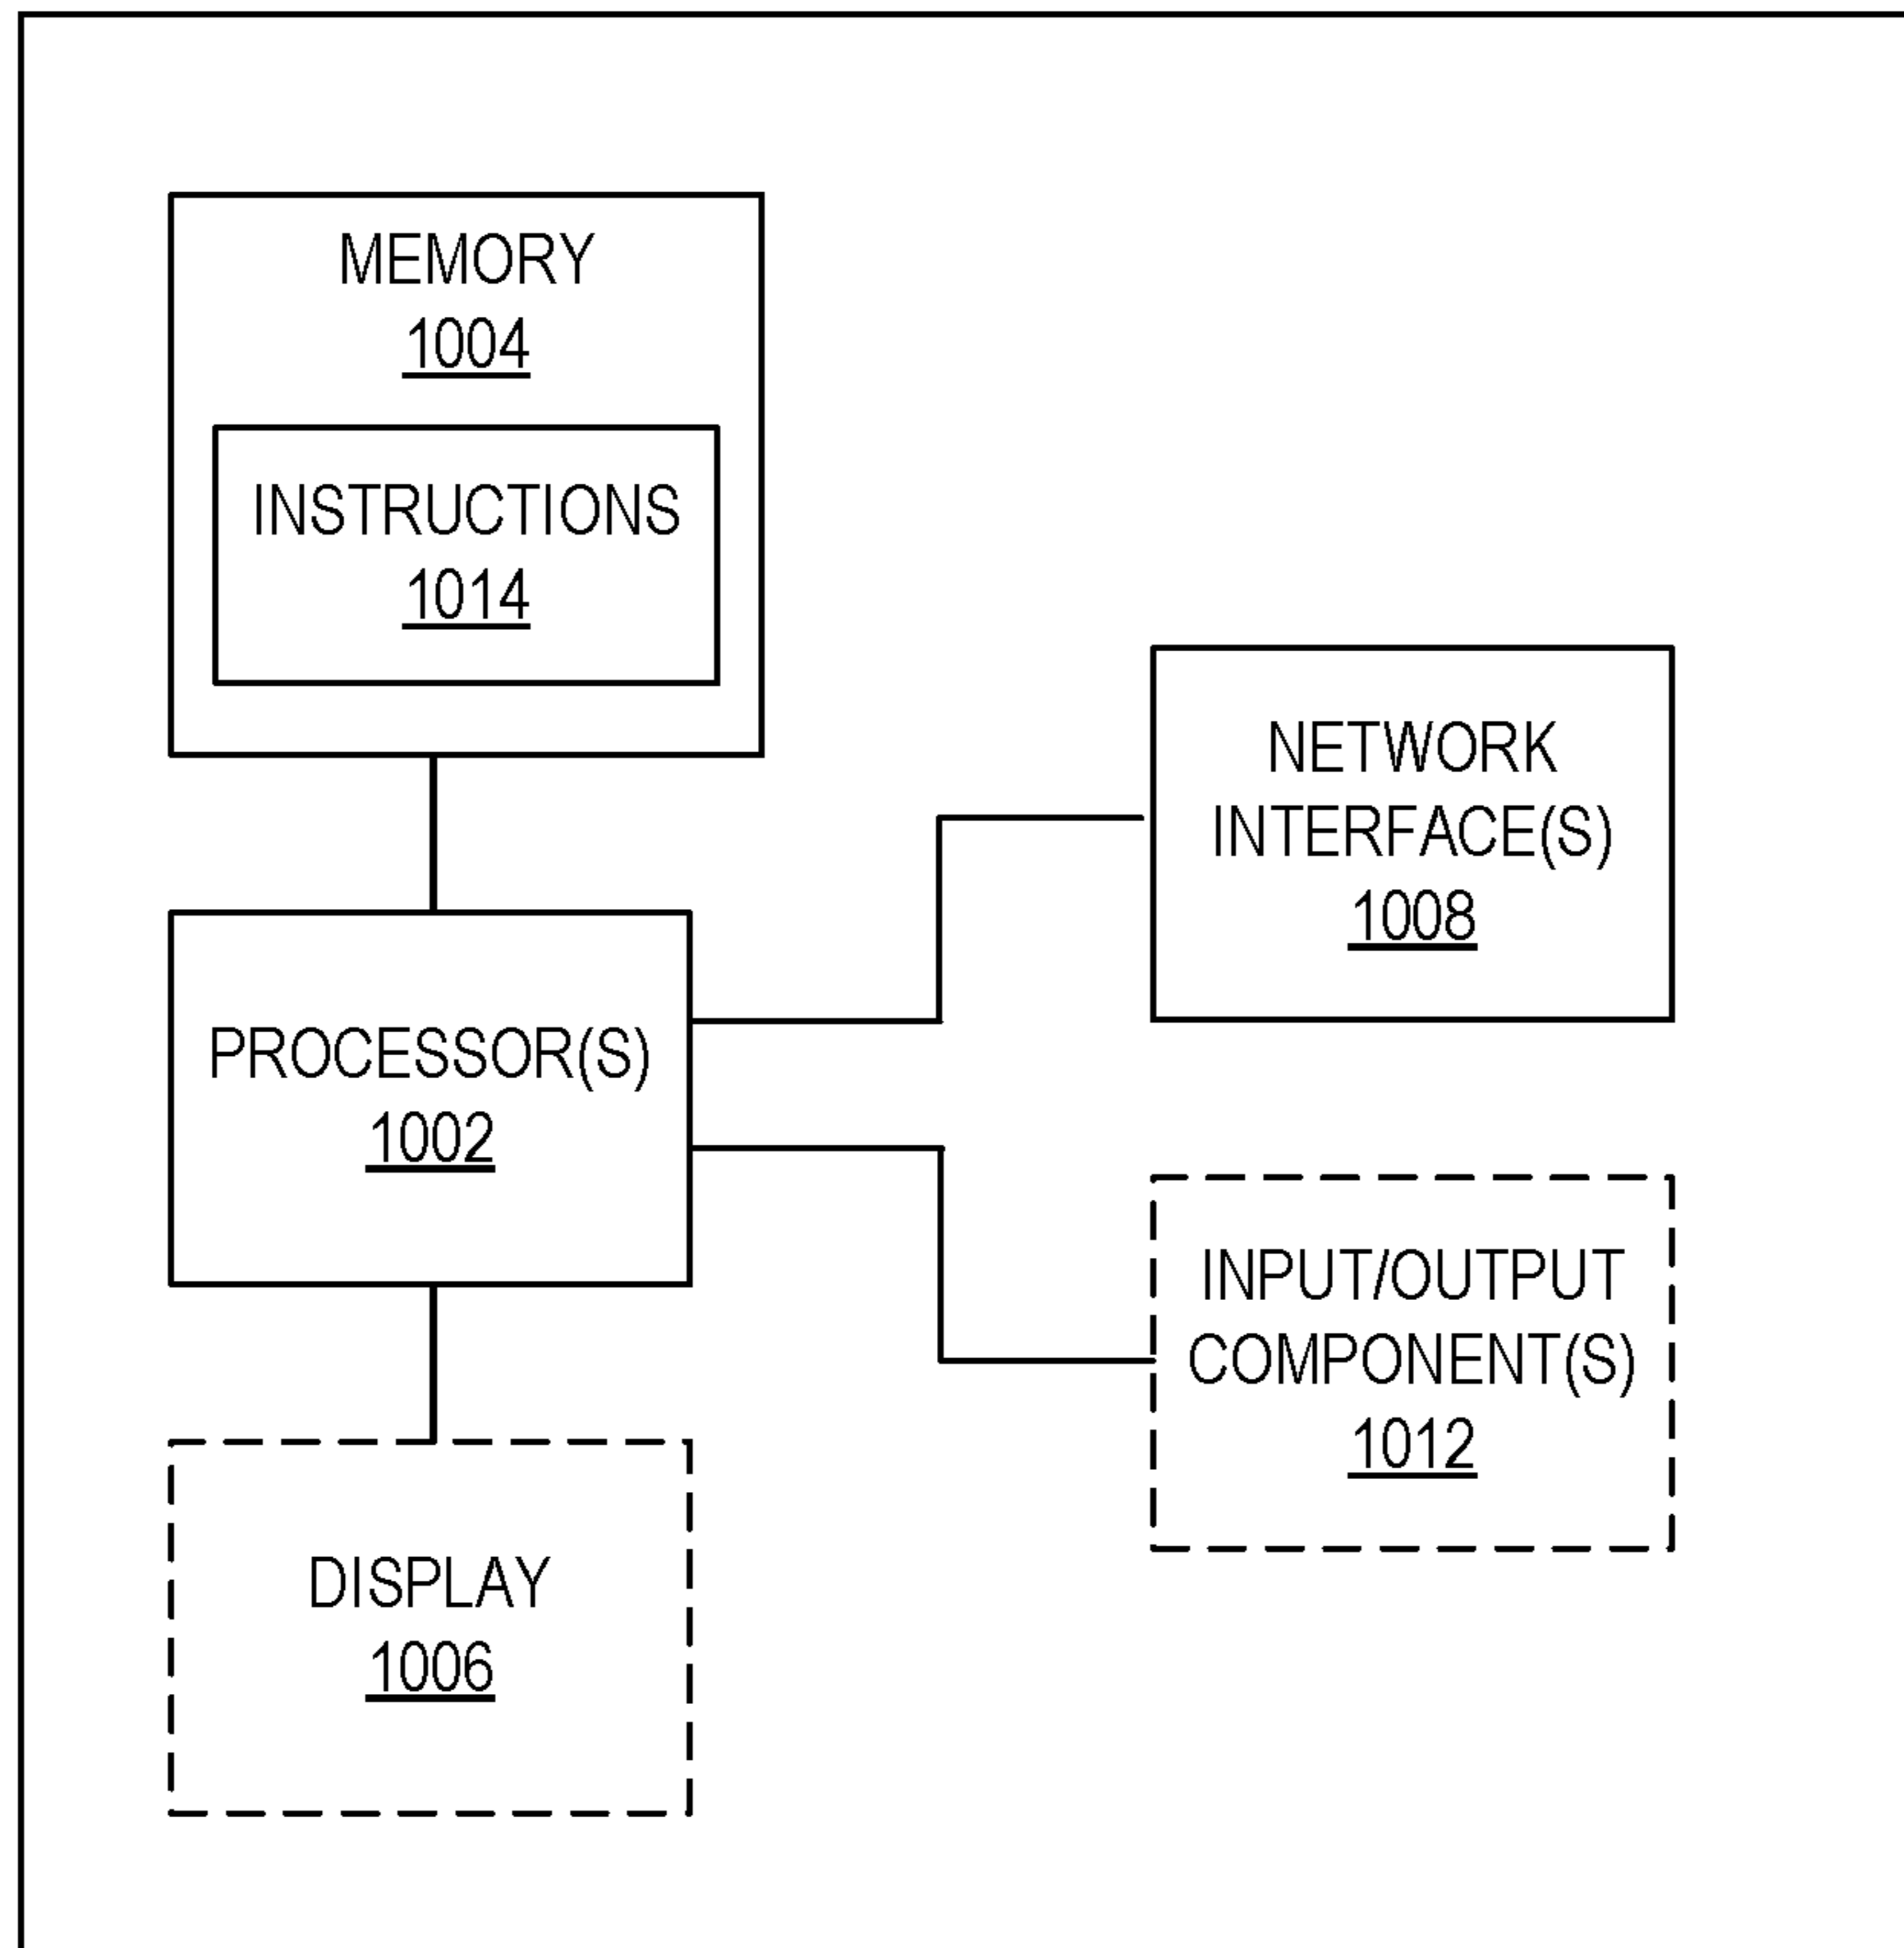 MEMORY
1004
INSTRUCTIONS
1014
NETWORK
INTERFACE(S)
1008
PROCESSOR(S)
1002
INPUT/OUTPUT
COMPONENT(S)
1012
DISPLAY
1006